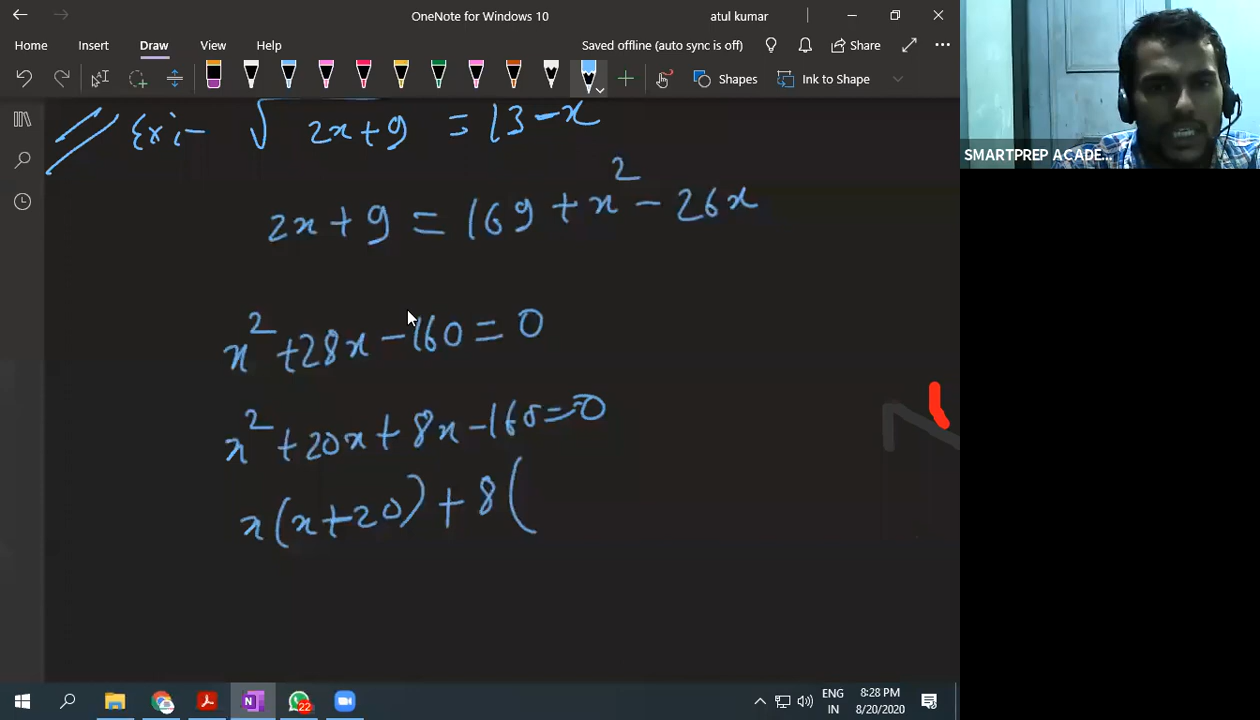 OneNote for Windows 10
atul kumar
Home Insert Draw View Help
Saved offline (auto sync is off)
Share
Shapes
Ink to Shape
SMARTPREP ACADE...
Ex:- √2x+9 = 13-x
2x+9 = 169+x²-26x
x²+28x-160=0
x²+20x+8x-160=0
x(x+20)+8(
22
ENG
IN
8:28 PM
8/20/2020